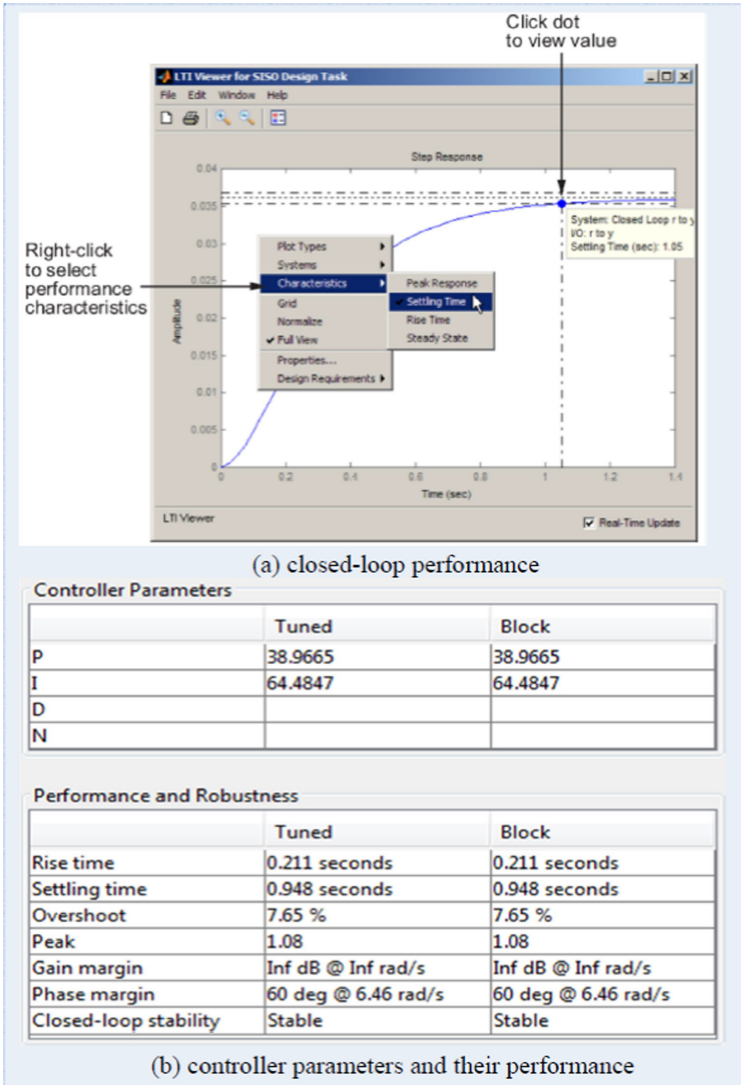 Click dot
to view value
LTI Viewer for SISO Design Task
File Edit Window Help
Step Response
0.04
0.035
0.03
0.025
0.02
0.015
0.01
0.005
0
Amplitude
0 0.2 0.4 0.6 0.8 1 1.2 1.4
Time (sec)
System: Closed Loop r to y
I/O: r to y
Settling Time (sec): 1.05
Right-click
to select
performance
characteristics
Plot Types
Systems
Characteristics
Grid
Normalize
Full View
Properties...
Design Requirements
Peak Response
Settling Time
Rise Time
Steady State
LTI Viewer
Real-Time Update
(a) closed-loop performance
Controller Parameters
Tuned Block
P 38.9665 38.9665
I 64.4847 64.4847
D
N
Performance and Robustness
Tuned Block
Rise time 0.211 seconds 0.211 seconds
Settling time 0.948 seconds 0.948 seconds
Overshoot 7.65 % 7.65 %
Peak 1.08 1.08
Gain margin Inf dB @ Inf rad/s Inf dB @ Inf rad/s
Phase margin 60 deg @ 6.46 rad/s 60 deg @ 6.46 rad/s
Closed-loop stability Stable Stable
(b) controller parameters and their performance